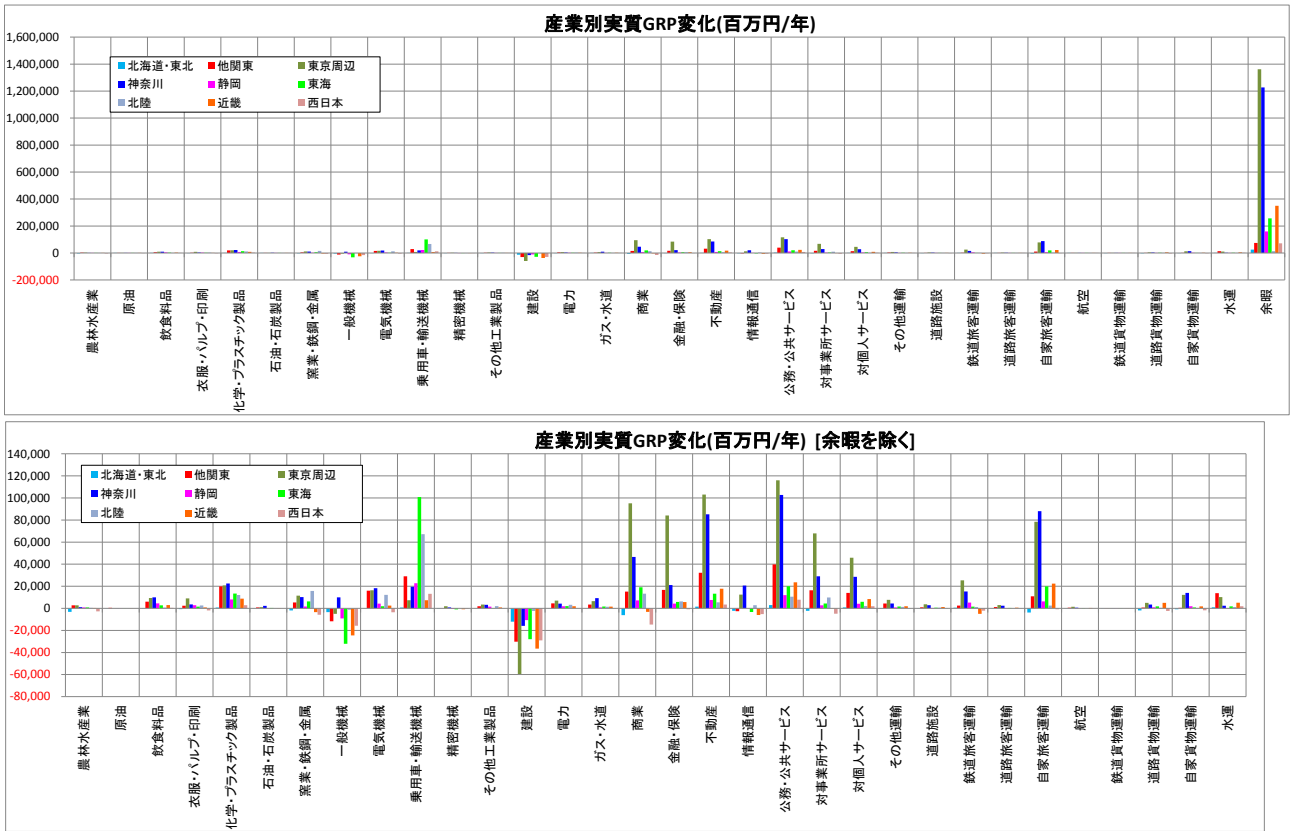 産業別実質GRP変化(百万円/年)
1,600,000
1,400,000
1,200,000
1,000,000
800,000
600,000
400,000
200,000
0
-200,000
北海道・東北 他関東 東京周辺
神奈川 静岡 東海
北陸 近畿 西日本
農林水産業
原油
飲食料品
衣服・パルプ・印刷
化学・プラスチック製品
石油・石炭製品
窯業・鉄鋼・金属
一般機械
電気機械
乗用車・輸送機械
精密機械
その他工業製品
建設
電力
ガス・水道
商業
金融・保険
不動産
情報通信
公務・公共サービス
対事業所サービス
対個人サービス
その他運輸
道路施設
鉄道旅客運輸
道路旅客運輸
自家旅客運輸
航空
鉄道貨物運輸
道路貨物運輸
自家貨物運輸
水運
余暇
産業別実質GRP変化(百万円/年) [余暇を除く]
140,000
120,000
100,000
80,000
60,000
40,000
20,000
0
-20,000
-40,000
-60,000
-80,000
北海道・東北 他関東 東京周辺
神奈川 静岡 東海
北陸 近畿 西日本
農林水産業
原油
飲食料品
衣服・パルプ・印刷
化学・プラスチック製品
石油・石炭製品
窯業・鉄鋼・金属
一般機械
電気機械
乗用車・輸送機械
精密機械
その他工業製品
建設
電力
ガス・水道
商業
金融・保険
不動産
情報通信
公務・公共サービス
対事業所サービス
対個人サービス
その他運輸
道路施設
鉄道旅客運輸
道路旅客運輸
自家旅客運輸
航空
鉄道貨物運輸
道路貨物運輸
自家貨物運輸
水運